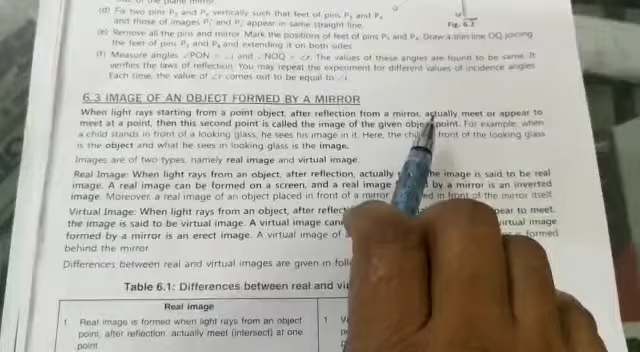 (d) Fix two pins P₃ and P₄ vertically such that feet of pins P₃ and P₄
and those of images P₁′ and P₂′ appear in same straight line.
Fig. 6.2
(e) Remove all the pins and mirror. Mark the positions of feet of pins P₃ and P₄. Draw a thin line OQ joining
the feet of pins P₃ and P₄ and extending it on both sides.
(f) Measure angles ∠PON = ∠i and ∠NOQ = ∠r. The values of these angles are found to be same. It
verifies the laws of reflection. You may repeat the experiment for different values of incidence angles.
Each time, the value of ∠r comes out to be equal to ∠i.
6.3 IMAGE OF AN OBJECT FORMED BY A MIRROR
When light rays starting from a point object, after reflection from a mirror, actually meet or appear to
meet at a point, then this second point is called the image of the given object point. For example, when
a child stands in front of a looking glass, he sees his image in it. Here, the front of the looking glass
is the object and what he sees in looking glass is the image.
Images are of two types, namely real image and virtual image.
Real Image: When light rays from an object, after reflection, actually the image is said to be real
image. A real image can be formed on a screen, and a real image by a mirror is an inverted
image. Moreover, a real image of an object placed in front of a mirror in front of the mirror itself.
Virtual Image: When light rays from an object, after to meet,
the image is said to be virtual image. A virtual image image
formed by a mirror is an erect image. A virtual image of formed
behind the mirror.
Differences between real and virtual images are given in
Table 6.1: Differences between real and
Real image
1. Real image is formed when light rays from an object 1.
point, after reflection, actually meet (intersect) at one
point.